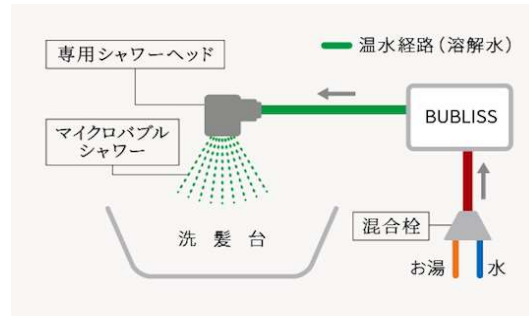 専用シャワーヘッド
温水経路（溶解水）
マイクロバブル
シャワー
BUBLISS
洗髪台
混合栓
お湯
水